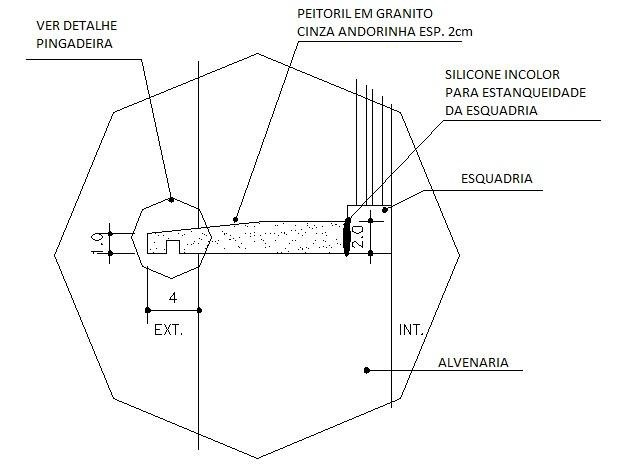 VER DETALHE
PINGADEIRA
PEITORIL EM GRANITO
CINZA ANDORINHA ESP. 2cm
SILICONE INCOLOR
PARA ESTANQUEIDADE
DA ESQUADRIA
ESQUADRIA
1.0
2.0
4
EXT.
INT.
ALVENARIA